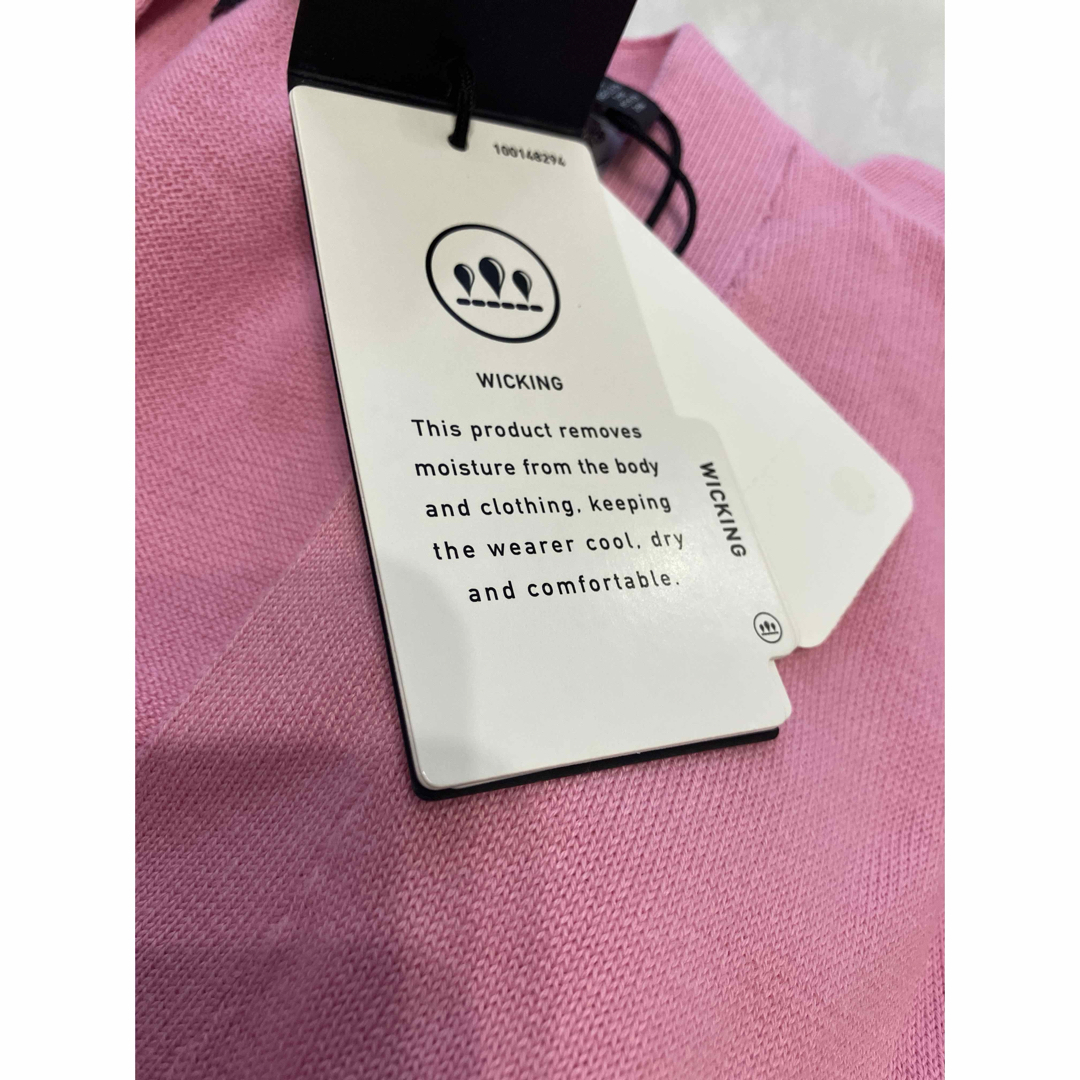 100148294
WICKING
This product removes
moisture from the body
and clothing, keeping
the wearer cool, dry
and comfortable.
WICKING